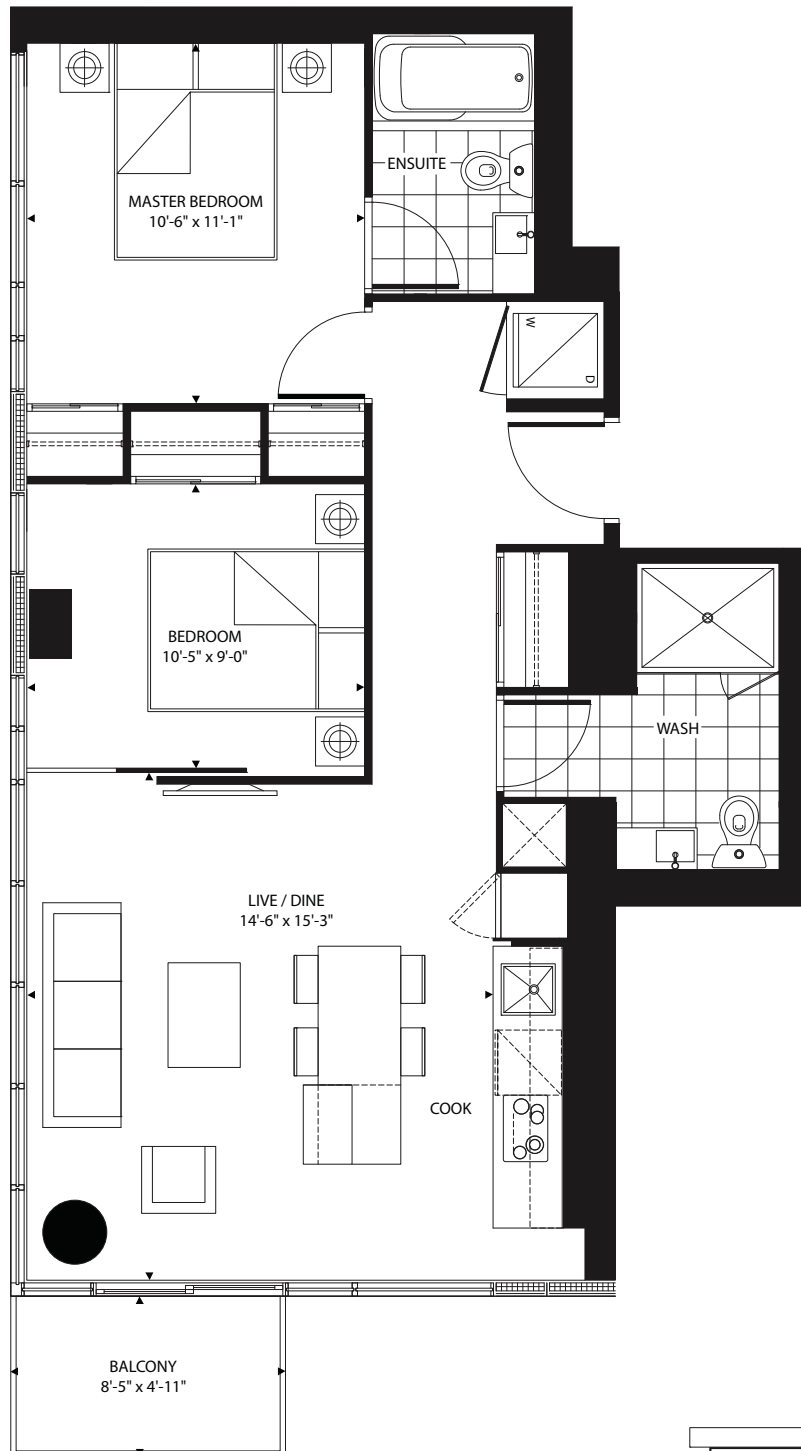 ENSUITE
MASTER BEDROOM
10'-6" x 11'-1"
W
D
BEDROOM
10'-5" x 9'-0"
WASH
LIVE / DINE
14'-6" x 15'-3"
COOK
BALCONY
8'-5" x 4'-11"